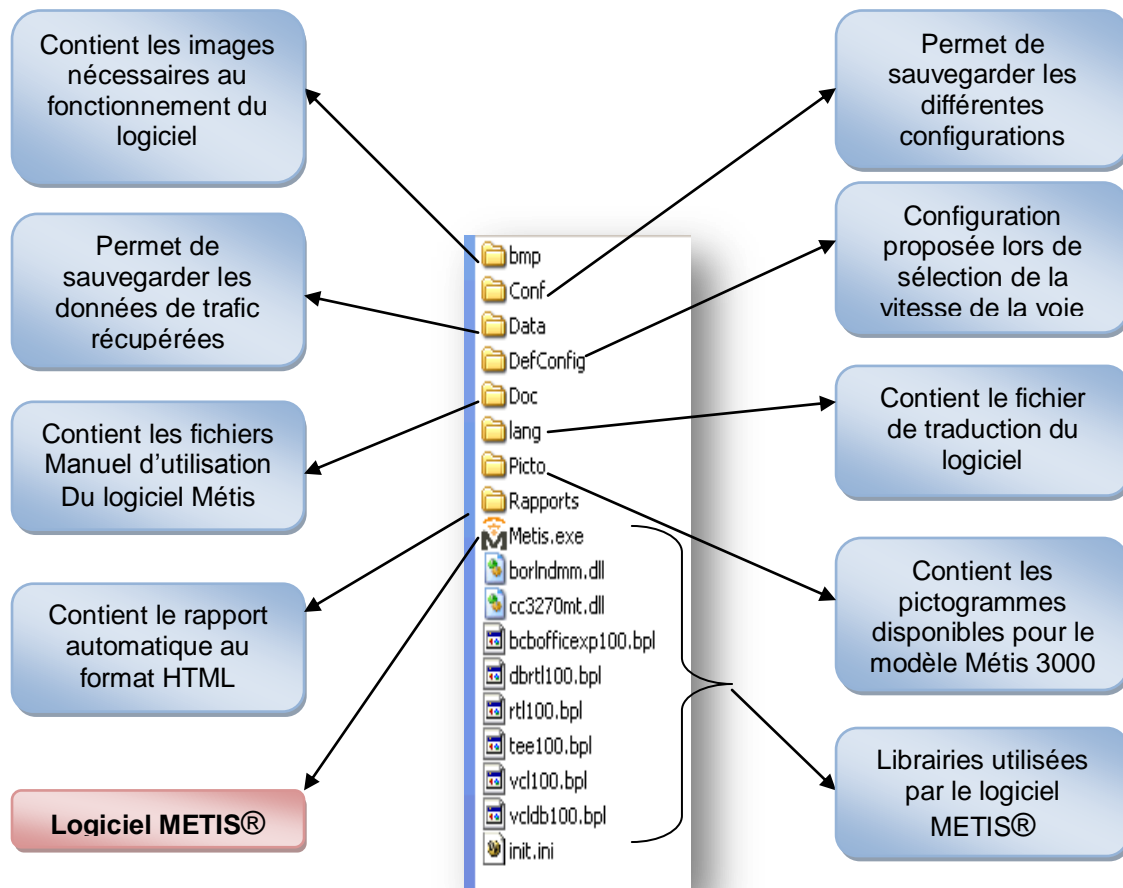 Contient les images
nécessaires au
fonctionnement du
logiciel
Permet de
sauvegarder les
données de trafic
récupérées
Contient les fichiers
Manuel d'utilisation
Du logiciel Métis
Contient le rapport
automatique au
format HTML
Logiciel METIS®
bmp
Conf
Data
DefConfig
Doc
lang
Picto
Rapports
Metis.exe
borlndmm.dll
cc3270mt.dll
bcbofficexp100.bpl
dbrtl100.bpl
rtl100.bpl
tee100.bpl
vcl100.bpl
vcldb100.bpl
init.ini
Permet de
sauvegarder les
différentes
configurations
Configuration
proposée lors de
sélection de la
vitesse de la voie
Contient le fichier
de traduction du
logiciel
Contient les
pictogrammes
disponibles pour le
modèle Métis 3000
Librairies utilisées
par le logiciel
METIS®